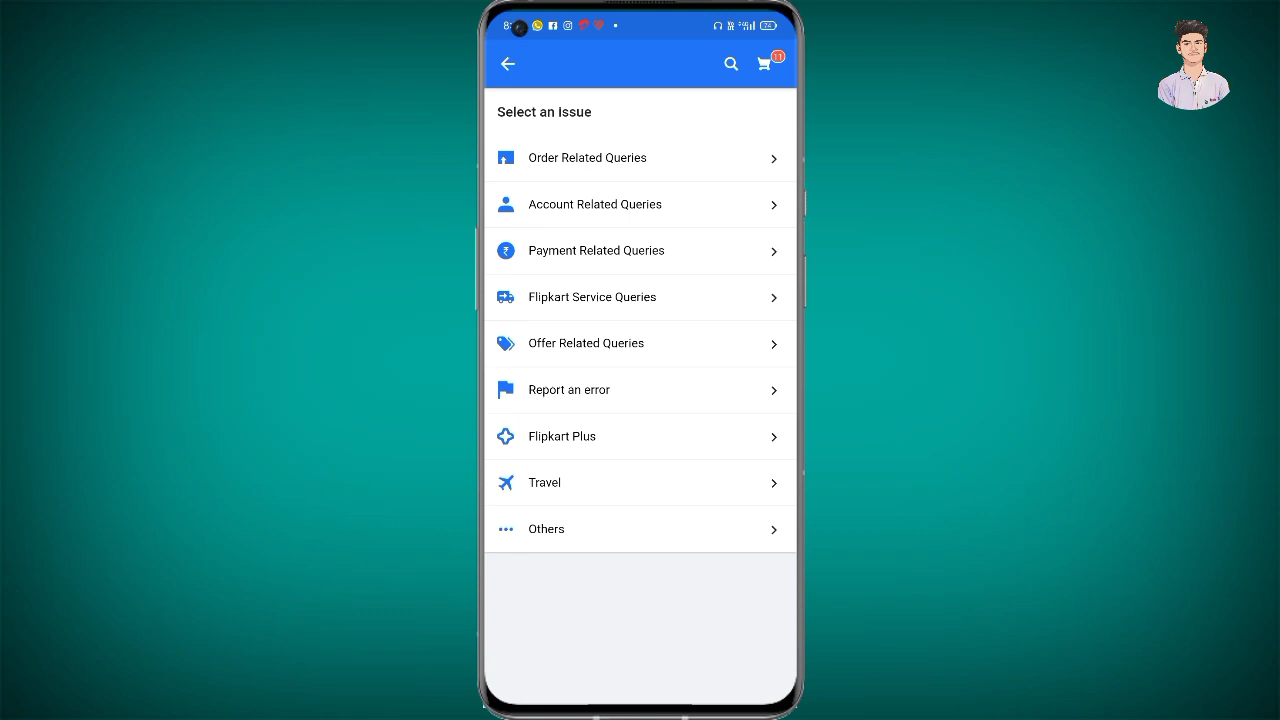 11
Select an issue
Order Related Queries
Account Related Queries
Payment Related Queries
Flipkart Service Queries
Offer Related Queries
Report an error
Flipkart Plus
Travel
Others